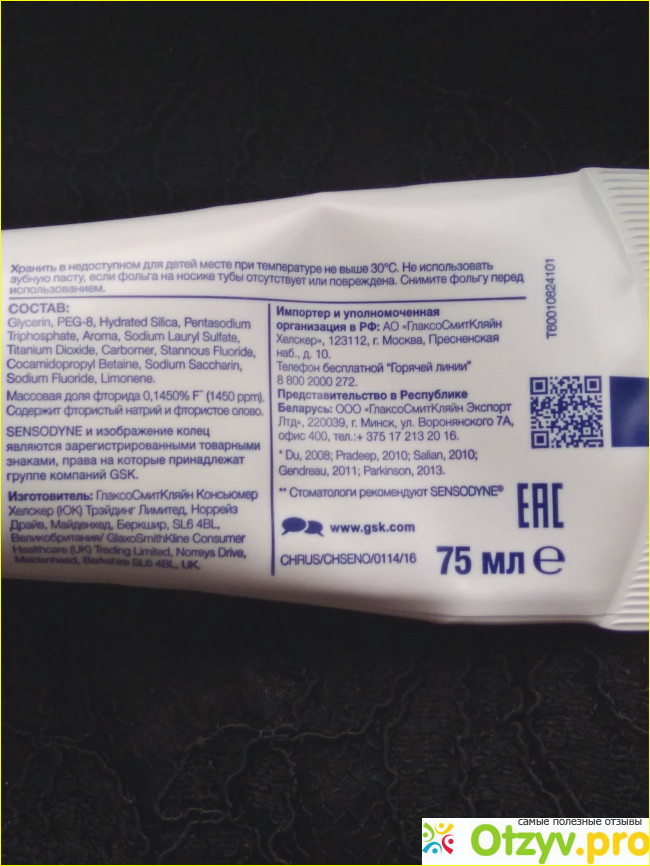 Хранить в недоступном для детей месте при температуре не выше 30°С. Не использовать
зубную пасту, если фольга на носике тубы отсутствует или повреждена. Снимите фольгу перед
использованием.
СОСТАВ:
Glycerin, PEG-8, Hydrated Silica, Pentasodium
Triphosphate, Aroma, Sodium Lauryl Sulfate,
Titanium Dioxide, Carbomer, Stannous Fluoride,
Cocamidopropyl Betaine, Sodium Saccharin,
Sodium Fluoride, Limonene.
Массовая доля фторида 0,1450% F⁻ (1450 ppm).
Содержит фтористый натрий и фтористое олово.
SENSODYNE и изображение колец
являются зарегистрированными товарными
знаками, права на которые принадлежат
группе компаний GSK.
Изготовитель: ГлаксоСмитКляйн Консьюмер
Хелскер (ЮК) Трэйдинг Лимитед, Норрейз
Драйв, Майденхед, Беркшир, SL6 4BL,
Великобритания/ GlaxoSmithKline Consumer
Healthcare (UK) Trading Limited, Norreys Drive,
Maidenhead, Berkshire SL6 4BL, UK.
Импортер и уполномоченная
организация в РФ: АО «ГлаксоСмитКляйн
Хелскер», 123112, г. Москва, Пресненская
наб., д. 10.
Телефон бесплатной "Горячей линии"
8 800 2000 272.
Представительство в Республике
Беларусь: ООО «ГлаксоСмитКляйн Экспорт
Лтд», 220039, г. Минск, ул. Воронянского 7А,
офис 400, тел.:+ 375 17 213 20 16.
* Du, 2008; Pradeep, 2010; Salian, 2010;
Gendreau, 2011; Parkinson, 2013.
** Стоматологи рекомендуют SENSODYNE®
www.gsk.com
CHRUS/CHSENO/0114/16
75 мл e
EAC
T60010824101
самые полезные отзывы
Otzyv.pro